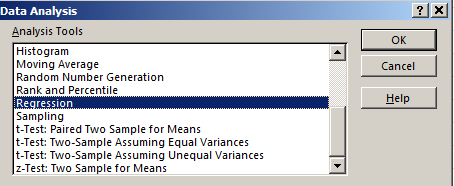 Data Analysis
Analysis Tools
Histogram
Moving Average
Random Number Generation
Rank and Percentile
Regression
Sampling
t-Test: Paired Two Sample for Means
t-Test: Two-Sample Assuming Equal Variances
t-Test: Two-Sample Assuming Unequal Variances
z-Test: Two Sample for Means
OK
Cancel
Help